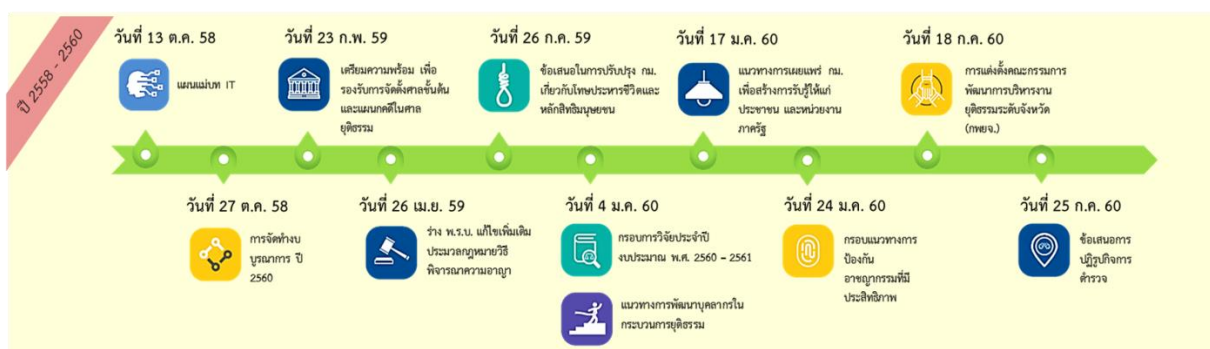 ปี 2558 - 2560
วันที่ 13 ต.ค. 58
แผนแม่บท IT
วันที่ 27 ต.ค. 58
การจัดทำงบ
บูรณาการ ปี
2560
วันที่ 23 ก.พ. 59
เตรียมความพร้อม เพื่อ
รองรับการจัดตั้งศาลชั้นต้น
และแผนกคดีในศาล
ยุติธรรม
วันที่ 26 เม.ย. 59
ร่าง พ.ร.บ. แก้ไขเพิ่มเติม
ประมวลกฎหมายวิธี
พิจารณาความอาญา
วันที่ 26 ก.ค. 59
ข้อเสนอในการปรับปรุง กม.
เกี่ยวกับโทษประหารชีวิตและ
หลักสิทธิมนุษยชน
วันที่ 4 ม.ค. 60
กรอบการวิจัยประจำปี
งบประมาณ พ.ศ. 2560 - 2561
แนวทางการพัฒนาบุคลากรใน
กระบวนการยุติธรรม
วันที่ 17 ม.ค. 60
แนวทางการเผยแพร่ กม.
เพื่อสร้างการรับรู้ให้แก่
ประชาชน และหน่วยงาน
ภาครัฐ
วันที่ 24 ม.ค. 60
กรอบแนวทางการ
ป้องกัน
อาชญากรรมที่มี
ประสิทธิภาพ
วันที่ 18 ก.ค. 60
การแต่งตั้งคณะกรรมการ
พัฒนาการบริหารงาน
ยุติธรรมระดับจังหวัด
(กพยจ.)
วันที่ 25 ก.ค. 60
ข้อเสนอการ
ปฏิรูปกิจการ
ตำรวจ